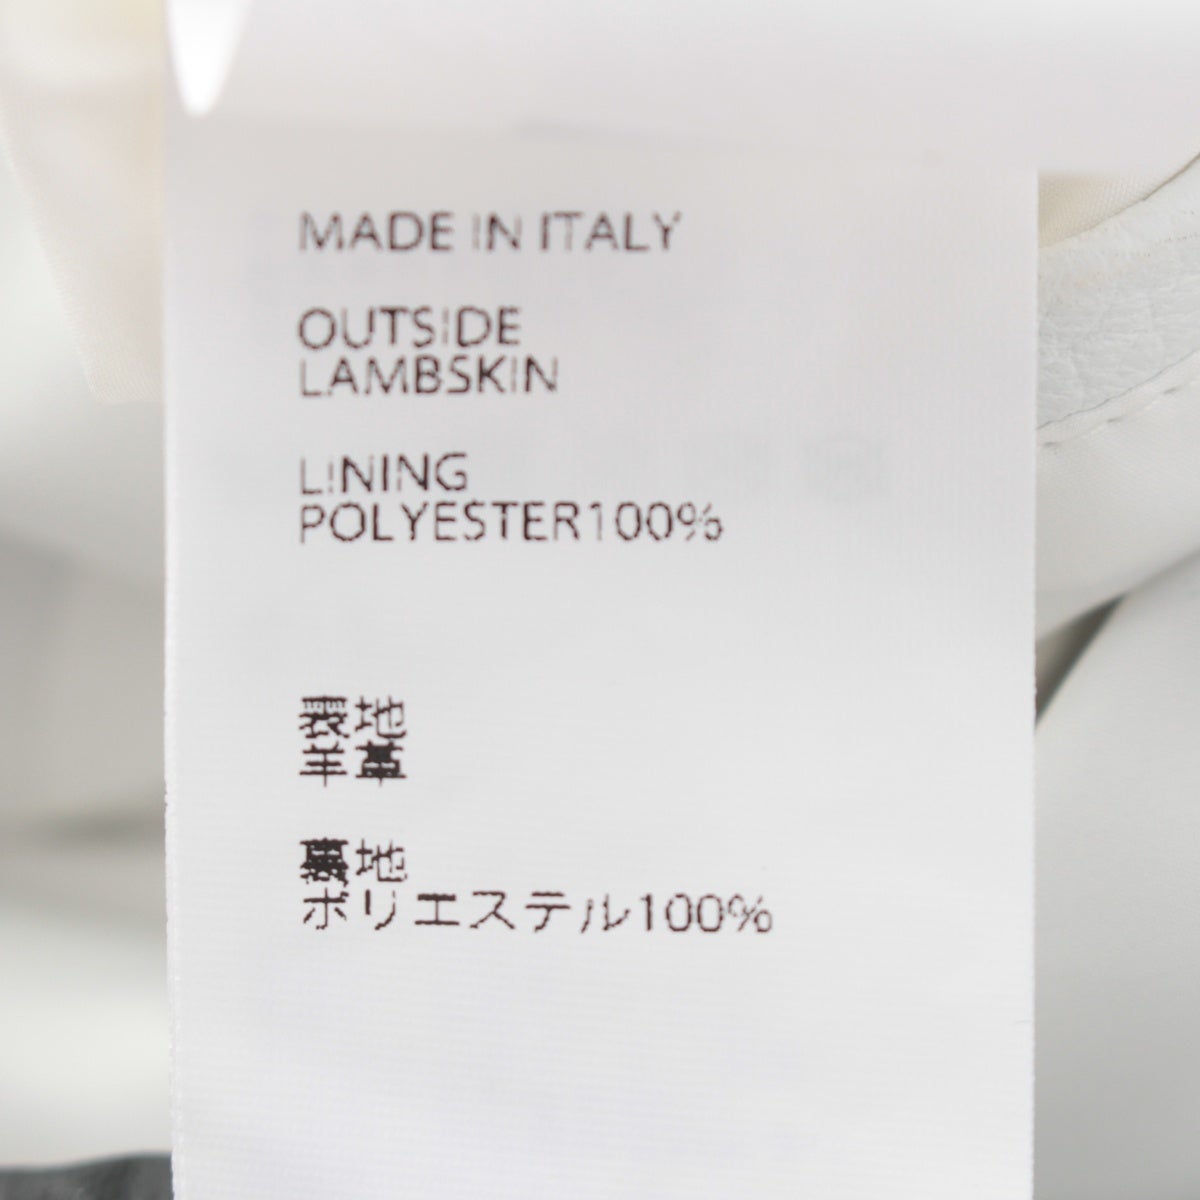 MADE IN ITALY
OUTSIDE
LAMBSKIN
LINING
POLYESTER100%
表地
羊革
裏地
ポリエステル100%